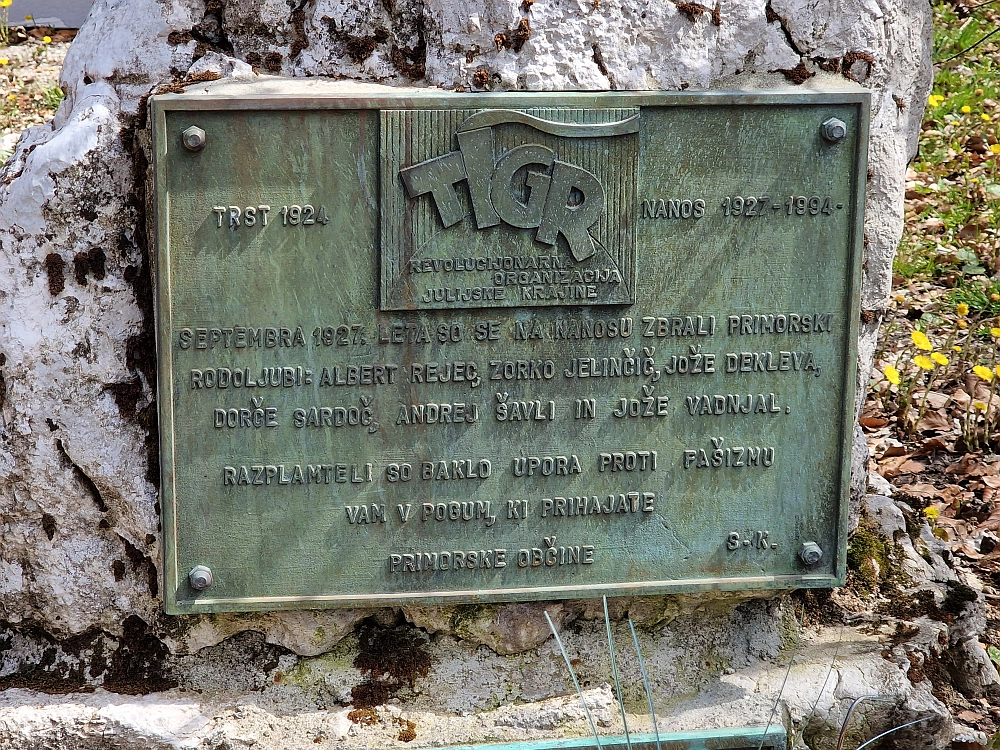 TIGR
TRST 1924
NANOS 1927-1994.
REVOLUCIJONARNA
ORGANIZACIJA
JULIJSKE KRAJINE
SEPTEMBRA 1927. LETA SO SE NA NANOSU ZBRALI PRIMORSKI
RODOLJUBI: ALBERT REJEC, ZORKO JELINČIČ, JOŽE DEKLEVA,
DORČE SARDOČ, ANDREJ ŠAVLI IN JOŽE VADNJAL.
RAZPLAMTELI SO BAKLO UPORA PROTI FAŠIZMU
VAM V POGUM, KI PRIHAJATE
PRIMORSKE OBČINE
S.K.